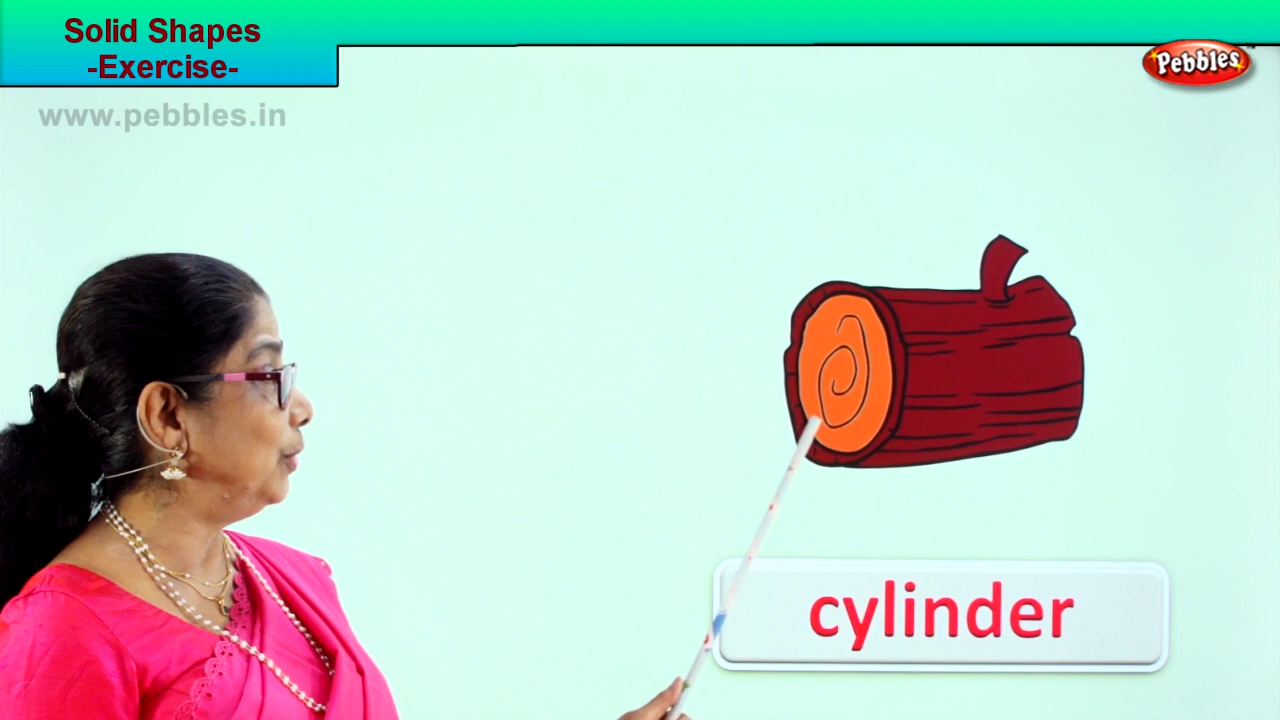 Solid Shapes
-Exercise-
Pebbles
www.pebbles.in
cylinder